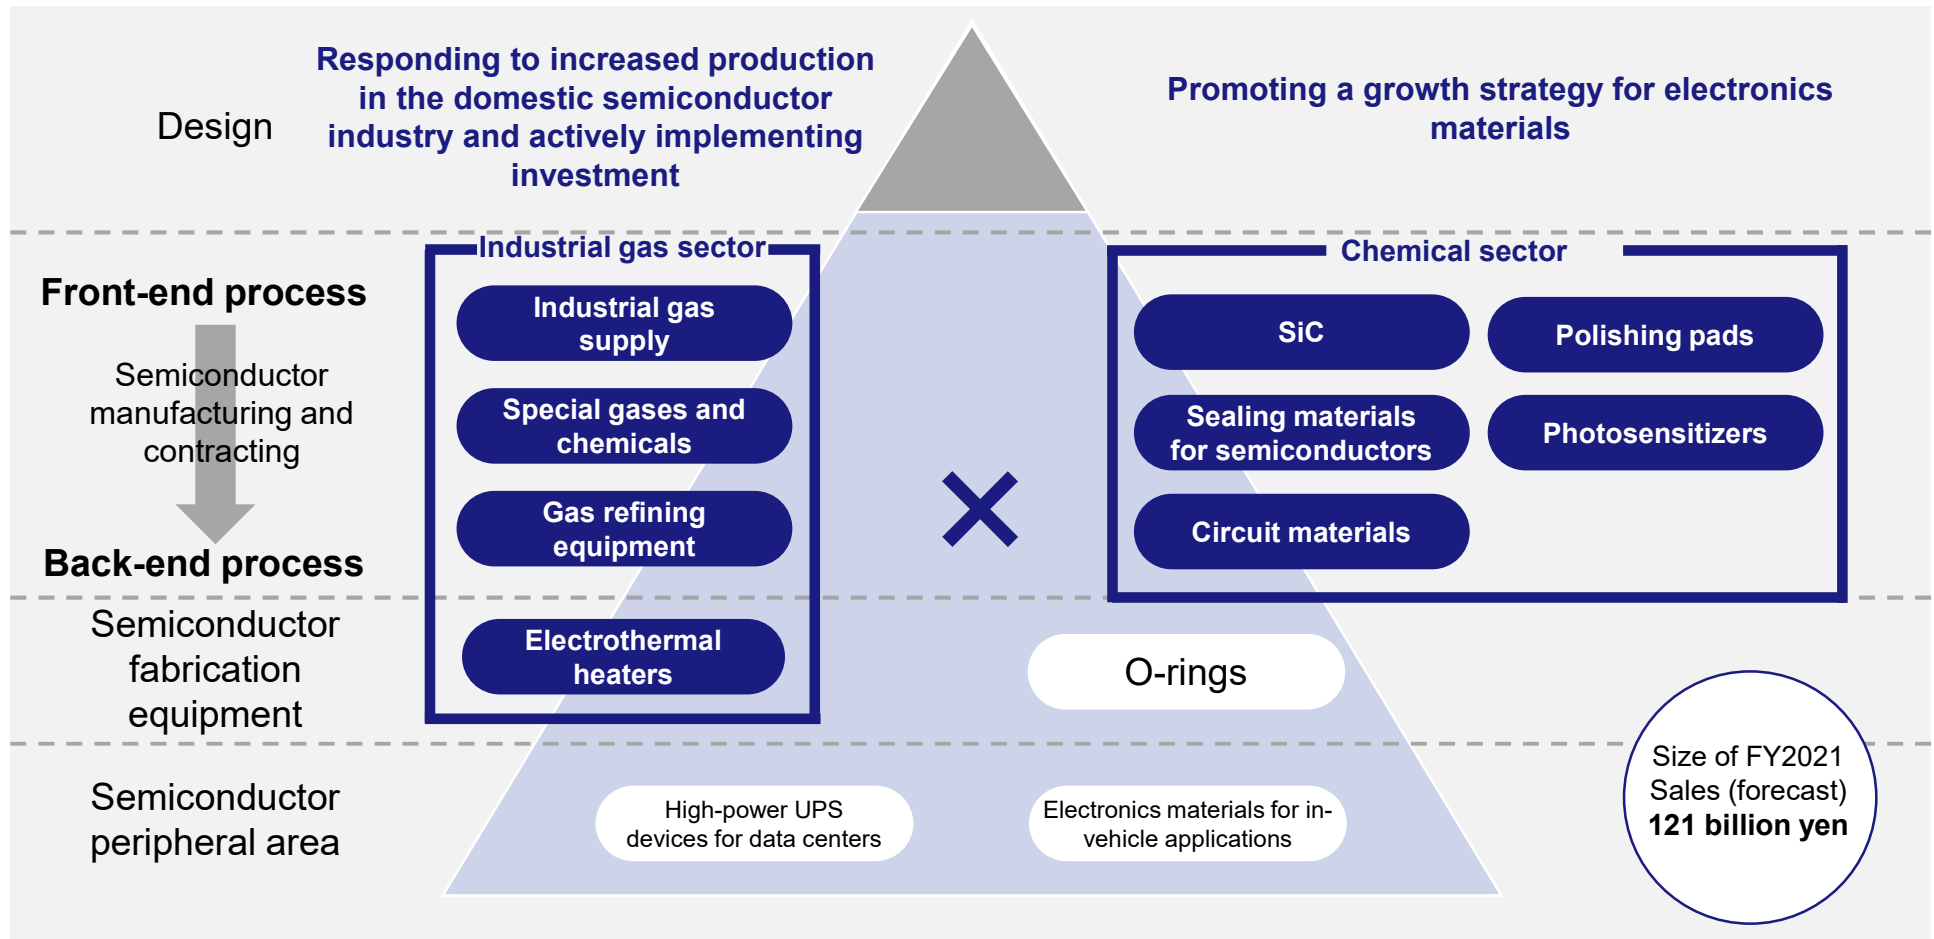 Design
Responding to increased production
in the domestic semiconductor
industry and actively implementing
investment
Promoting a growth strategy for electronics
materials
Front-end process
Semiconductor
manufacturing and
contracting
Back-end process
Industrial gas sector
Industrial gas
supply
Special gases and
chemicals
Gas refining
equipment
Electrothermal
heaters
×
Chemical sector
SiC
Polishing pads
Sealing materials
for semiconductors
Photosensitizers
Circuit materials
Semiconductor
fabrication
equipment
O-rings
Semiconductor
peripheral area
High-power UPS
devices for data centers
Electronics materials for in-
vehicle applications
Size of FY2021
Sales (forecast)
121 billion yen